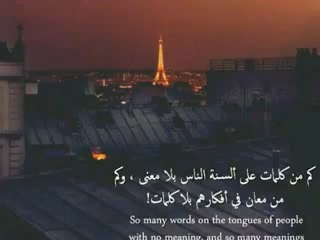 كم من كلمات على ألسنة الناس بلا معنى ، وكم
من معان في أفكارهم بلا كلمات!
So many words on the tongues of people
with no meaning, and so many meanings